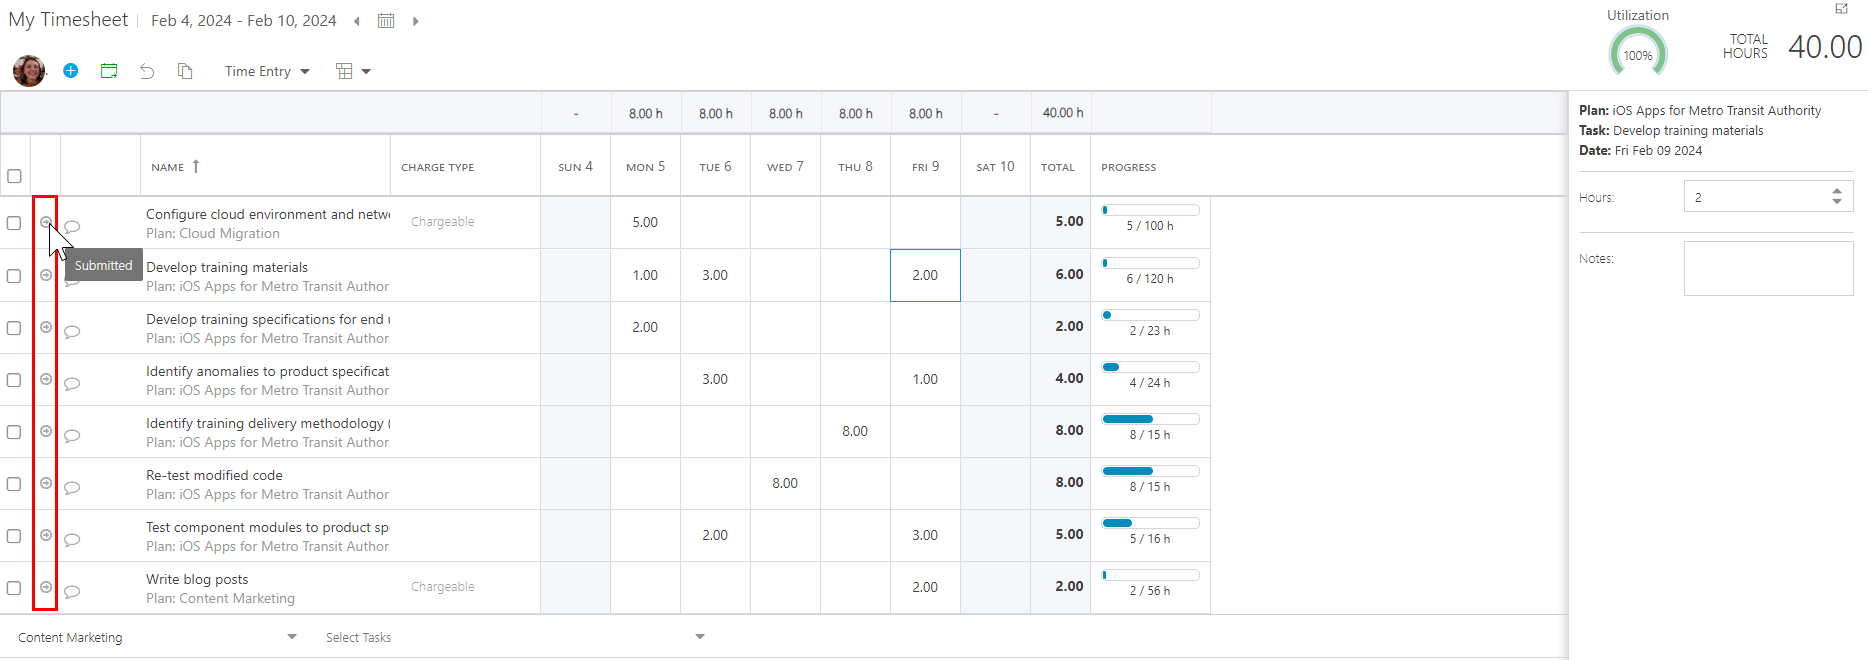 My Timesheet Feb 4, 2024 - Feb 10, 2024
Utilization
100%
TOTAL HOURS 40.00
Time Entry
- 8.00 h 8.00 h 8.00 h 8.00 h 8.00 h - 40.00 h
NAME CHARGE TYPE SUN 4 MON 5 TUE 6 WED 7 THU 8 FRI 9 SAT 10 TOTAL PROGRESS
Configure cloud environment and netw Chargeable 5.00 5.00 5 / 100 h
Plan: Cloud Migration
Submitted
Develop training materials 1.00 3.00 2.00 6.00 6 / 120 h
Plan: iOS Apps for Metro Transit Author
Develop training specifications for end 2.00 2.00 2 / 23 h
Plan: iOS Apps for Metro Transit Author
Identify anomalies to product specificat 3.00 1.00 4.00 4 / 24 h
Plan: iOS Apps for Metro Transit Author
Identify training delivery methodology ( 8.00 8.00 8 / 15 h
Plan: iOS Apps for Metro Transit Author
Re-test modified code 8.00 8.00 8 / 15 h
Plan: iOS Apps for Metro Transit Author
Test component modules to product sp 2.00 3.00 5.00 5 / 16 h
Plan: iOS Apps for Metro Transit Author
Write blog posts Chargeable 2.00 2.00 2 / 56 h
Plan: Content Marketing
Content Marketing Select Tasks
Plan: iOS Apps for Metro Transit Authority
Task: Develop training materials
Date: Fri Feb 09 2024
Hours: 2
Notes: